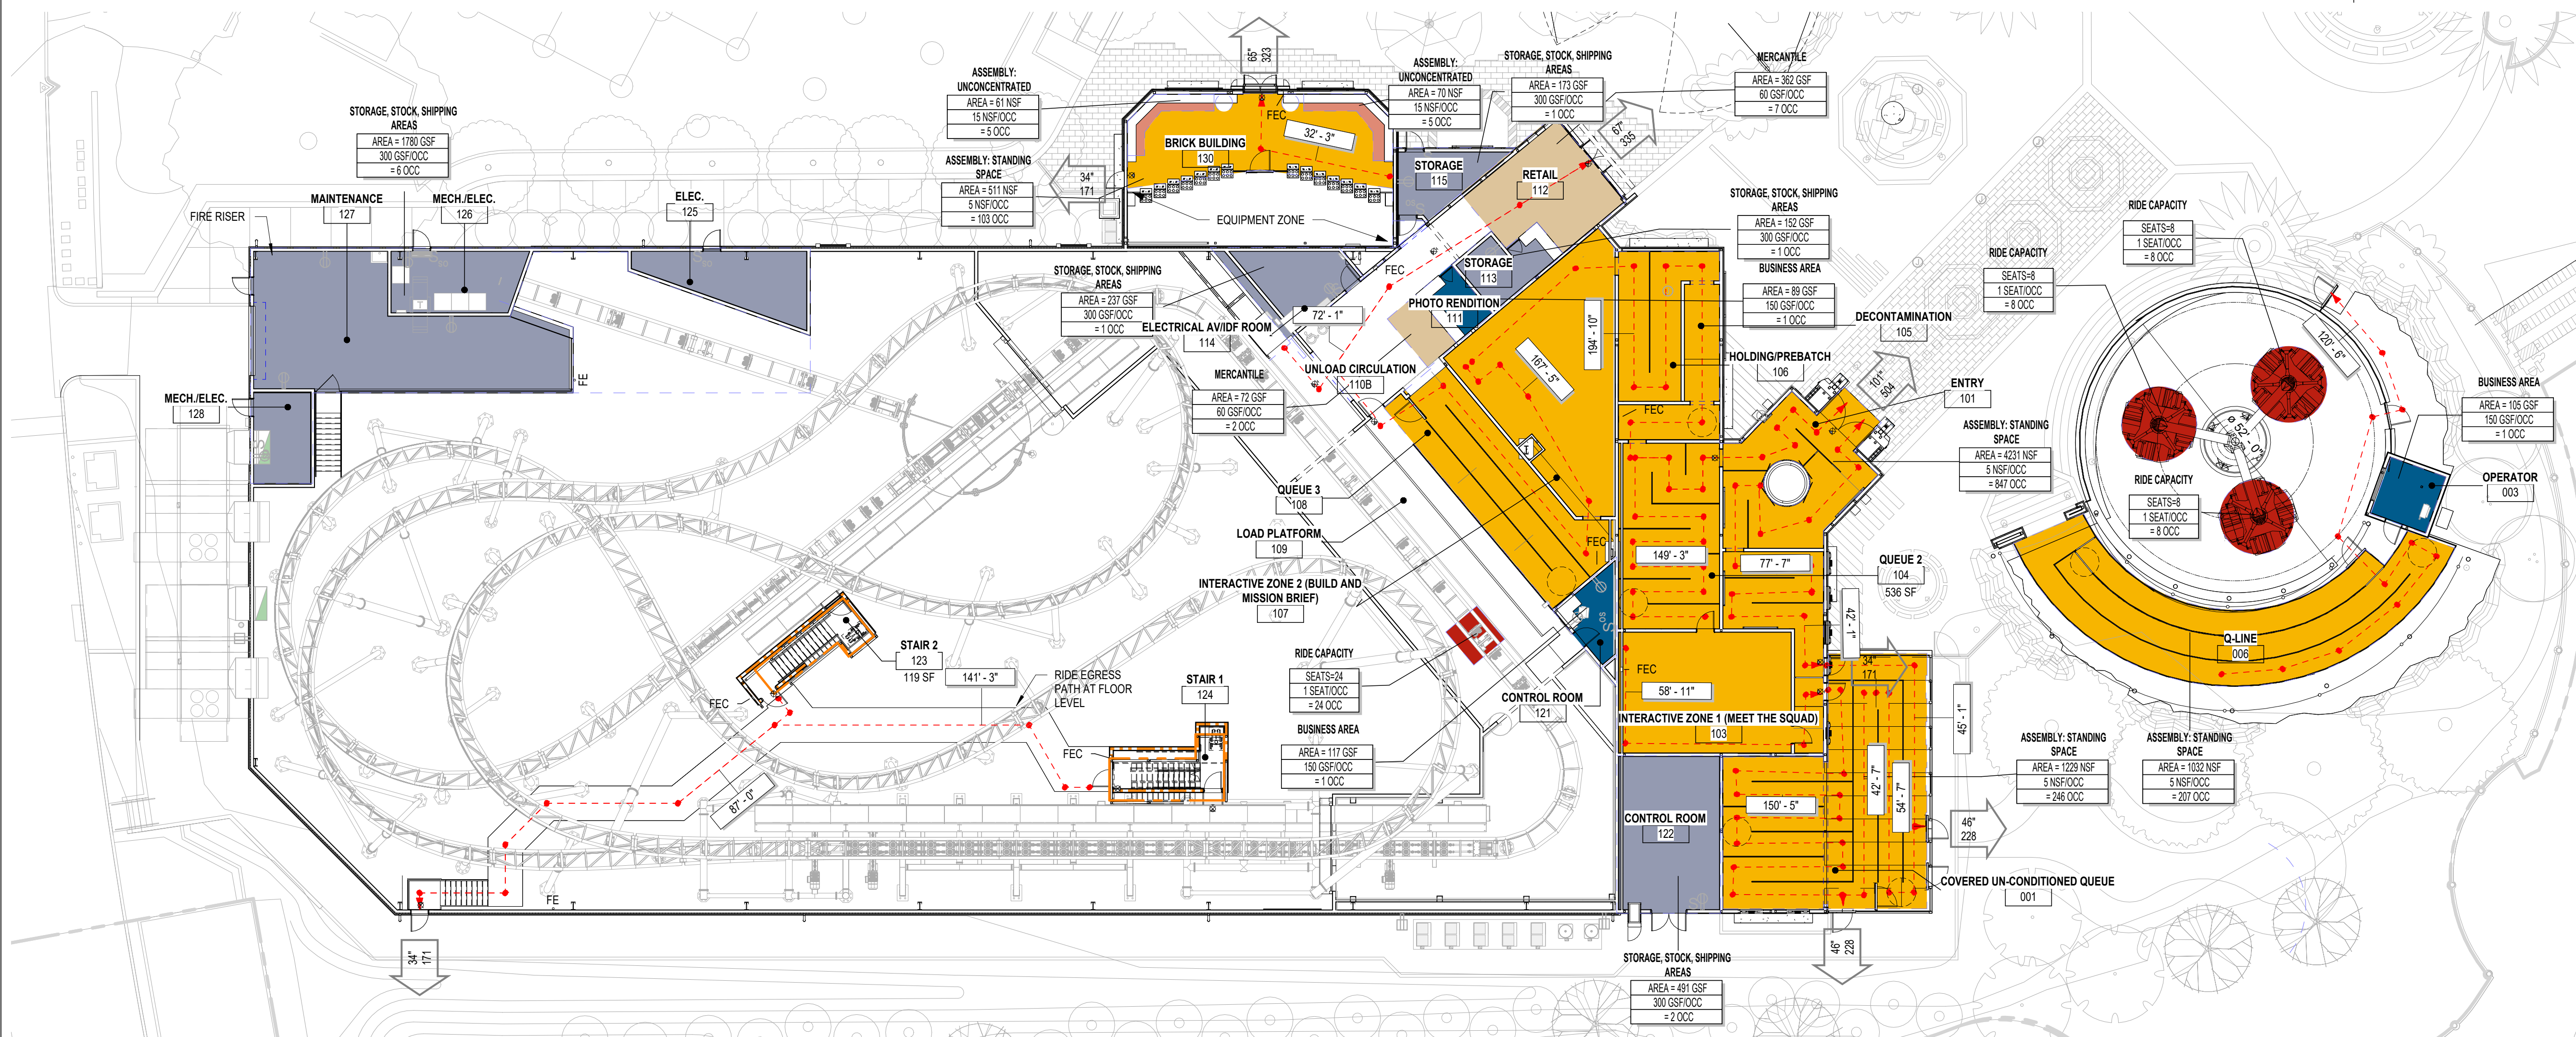 STORAGE, STOCK, SHIPPING
AREAS
AREA = 1780 GSF
300 GSF/OCC
= 6 OCC
FIRE RISER
MAINTENANCE
127
MECH./ELEC.
126
ELEC.
125
MECH./ELEC.
128
FE
ASSEMBLY:
UNCONCENTRATED
AREA = 61 NSF
15 NSF/OCC
= 5 OCC
ASSEMBLY: STANDING
SPACE
AREA = 511 NSF
5 NSF/OCC
= 103 OCC
34"
171
65"
323
BRICK BUILDING
130
FEC
32' - 3"
EQUIPMENT ZONE
ASSEMBLY:
UNCONCENTRATED
AREA = 70 NSF
15 NSF/OCC
= 5 OCC
STORAGE, STOCK, SHIPPING
AREAS
AREA = 173 GSF
300 GSF/OCC
= 1 OCC
MERCANTILE
AREA = 362 GSF
60 GSF/OCC
= 7 OCC
67"
335
STORAGE
115
RETAIL
112
STORAGE, STOCK, SHIPPING
AREAS
AREA = 152 GSF
300 GSF/OCC
= 1 OCC
STORAGE
113
FEC
BUSINESS AREA
AREA = 89 GSF
150 GSF/OCC
= 1 OCC
PHOTO RENDITION
111
STORAGE, STOCK, SHIPPING
AREAS
AREA = 237 GSF
300 GSF/OCC
= 1 OCC
72' - 1"
ELECTRICAL AV/IDF ROOM
114
UNLOAD CIRCULATION
110B
MERCANTILE
AREA = 72 GSF
60 GSF/OCC
= 2 OCC
167' - 5"
194' - 10"
DECONTAMINATION
105
HOLDING/PREBATCH
106
FEC
101"
504
ENTRY
101
ASSEMBLY: STANDING
SPACE
AREA = 4231 NSF
5 NSF/OCC
= 847 OCC
QUEUE 3
108
LOAD PLATFORM
109
FEC
149' - 3"
77' - 7"
QUEUE 2
104
536 SF
INTERACTIVE ZONE 2 (BUILD AND
MISSION BRIEF)
107
42' - 1"
34"
171
STAIR 2
123
119 SF
141' - 3"
RIDE EGRESS
PATH AT FLOOR
LEVEL
FEC
STAIR 1
124
FEC
87' - 0"
FE
34"
171
RIDE CAPACITY
SEATS=24
1 SEAT/OCC
= 24 OCC
BUSINESS AREA
AREA = 117 GSF
150 GSF/OCC
= 1 OCC
CONTROL ROOM
121
FEC
58' - 11"
INTERACTIVE ZONE 1 (MEET THE SQUAD)
103
45' - 1"
CONTROL ROOM
122
150' - 5"
42' - 7"
54' - 7"
46"
228
COVERED UN-CONDITIONED QUEUE
001
46"
228
STORAGE, STOCK, SHIPPING
AREAS
AREA = 491 GSF
300 GSF/OCC
= 2 OCC
RIDE CAPACITY
SEATS=8
1 SEAT/OCC
= 8 OCC
RIDE CAPACITY
SEATS=8
1 SEAT/OCC
= 8 OCC
RIDE CAPACITY
SEATS=8
1 SEAT/OCC
= 8 OCC
ø 52' - 0"
120' - 6"
BUSINESS AREA
AREA = 105 GSF
150 GSF/OCC
= 1 OCC
OPERATOR
003
Q-LINE
006
ASSEMBLY: STANDING
SPACE
AREA = 1229 NSF
5 NSF/OCC
= 246 OCC
ASSEMBLY: STANDING
SPACE
AREA = 1032 NSF
5 NSF/OCC
= 207 OCC